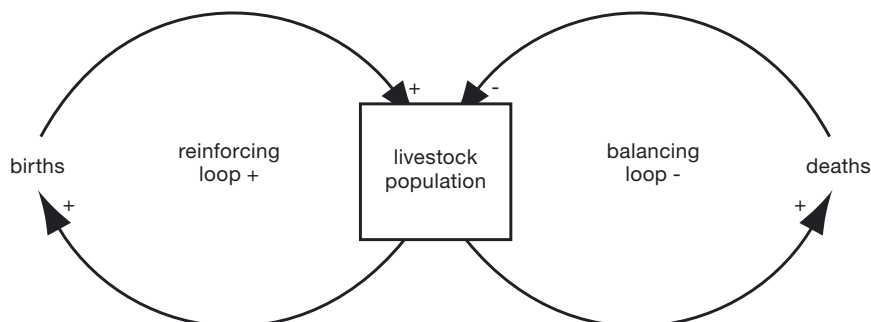 +
-
births
reinforcing
loop +
livestock
population
balancing
loop -
deaths
+
+